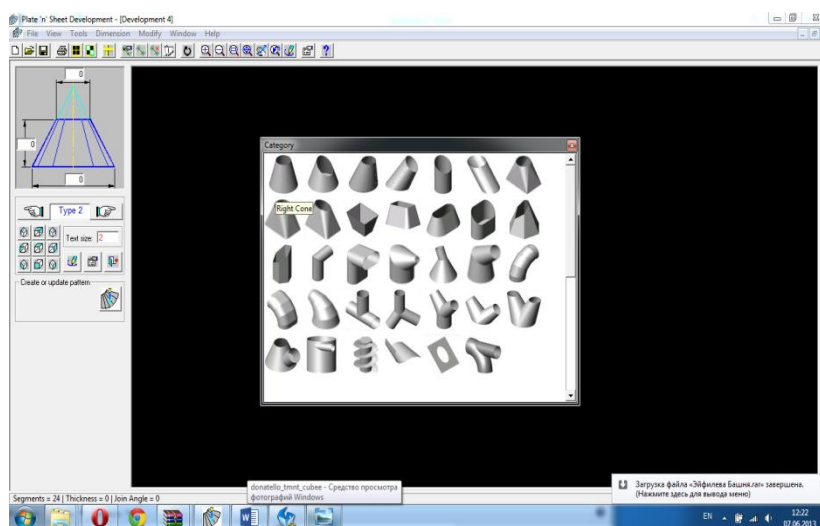 Plate 'n' Sheet Development - [Development 4]
File View Tools Dimension Modify Window Help
0
0
0
Type 2
Text size: 2
Create or update pattern
Category
Right Cone
donatello_tmnt_cubee - Средство просмотра
фотографий Windows
Загрузка файла «Эйфилева Башня.rar» завершена.
(Нажмите здесь для вывода меню)
Segments = 24 | Thickness = 0 | Join Angle = 0
EN
12:22
07.06.2013